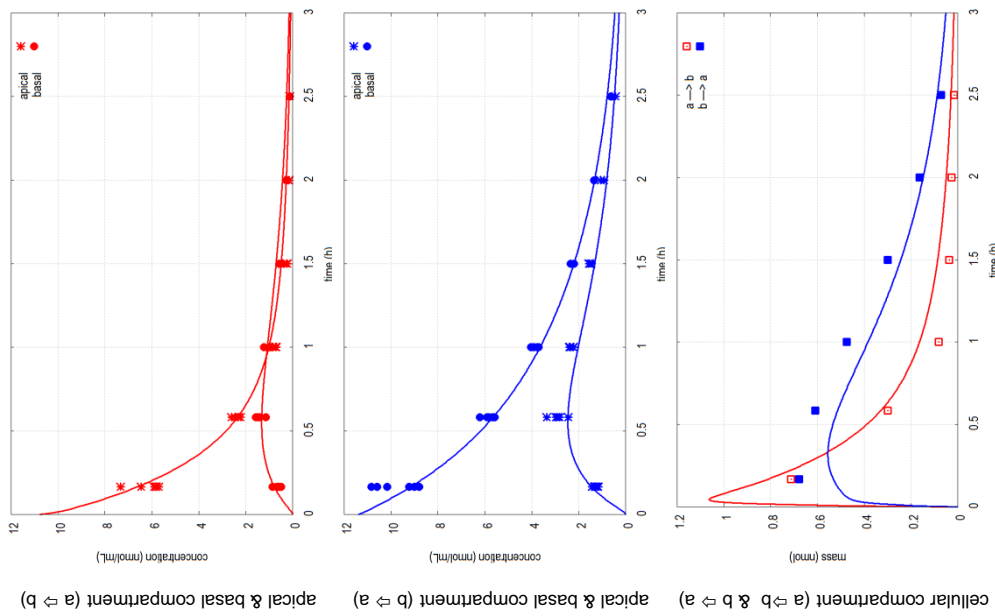 apical & basal compartment (a ⇨ b)
concentration (nmol/mL)
12
10
8
6
4
2
0
0
0.5
1
1.5
2
2.5
3
time (h)
apical
basal
apical & basal compartment (b ⇨ a)
concentration (nmol/mL)
12
10
8
6
4
2
0
0
0.5
1
1.5
2
2.5
3
time (h)
apical
basal
cellular compartment (a ⇨ b & b ⇨ a)
mass (nmol)
1.2
1
0.8
0.6
0.4
0.2
0
0
0.5
1
1.5
2
2.5
3
time (h)
a —> b
b —> a